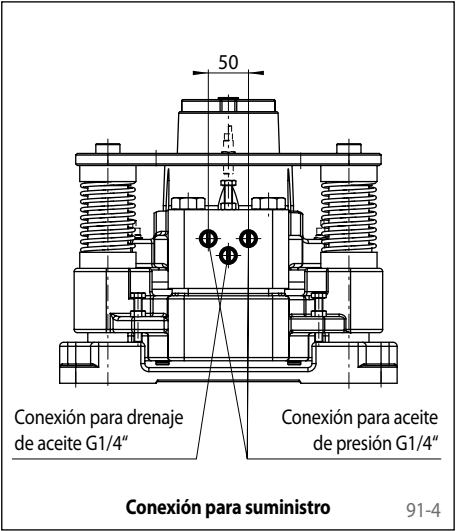 50
Conexión para drenaje
de aceite G1/4“
Conexión para aceite
de presión G1/4“
Conexión para suministro
91-4